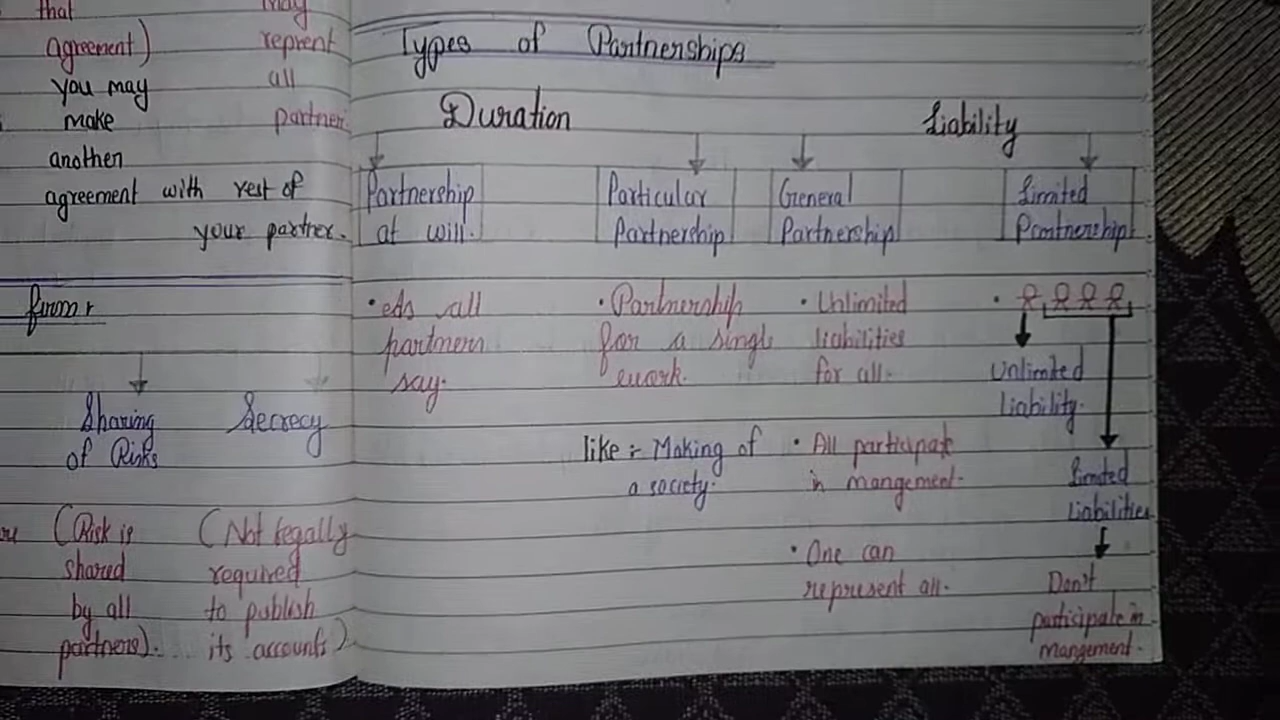 that may
agreement) reprent
you may all
make partner.
another
agreement with rest of
your partner.
firm:
Sharing Secrecy
of Risks
(Risk is (Not legally
shared required
by all to publish
partners). its accounts)
Types of Partnerships
Duration Liability
Partnership Particular General Limited
at will. Partnership Partnership Partnership
• As all • Partnership • Unlimited •
partners for a single liabilities
say. work. for all.
Unlimited
Liability.
like :- Making of • All participate
a society. in mangement.
Limited
Liabilities
• One can
represent all.
Don't
participate in
mangement.